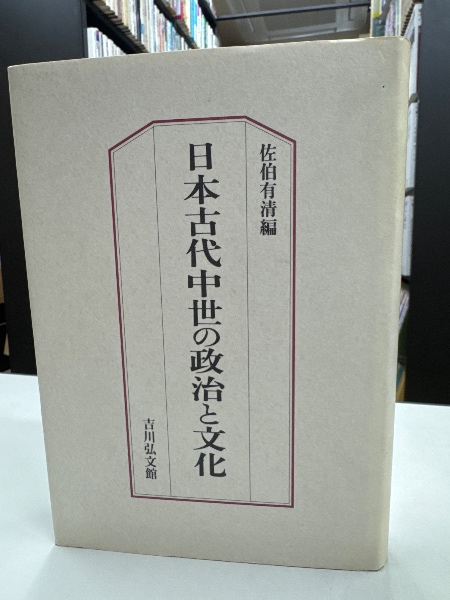 佐伯有清編
日本古代中世の政治と文化
吉川弘文館